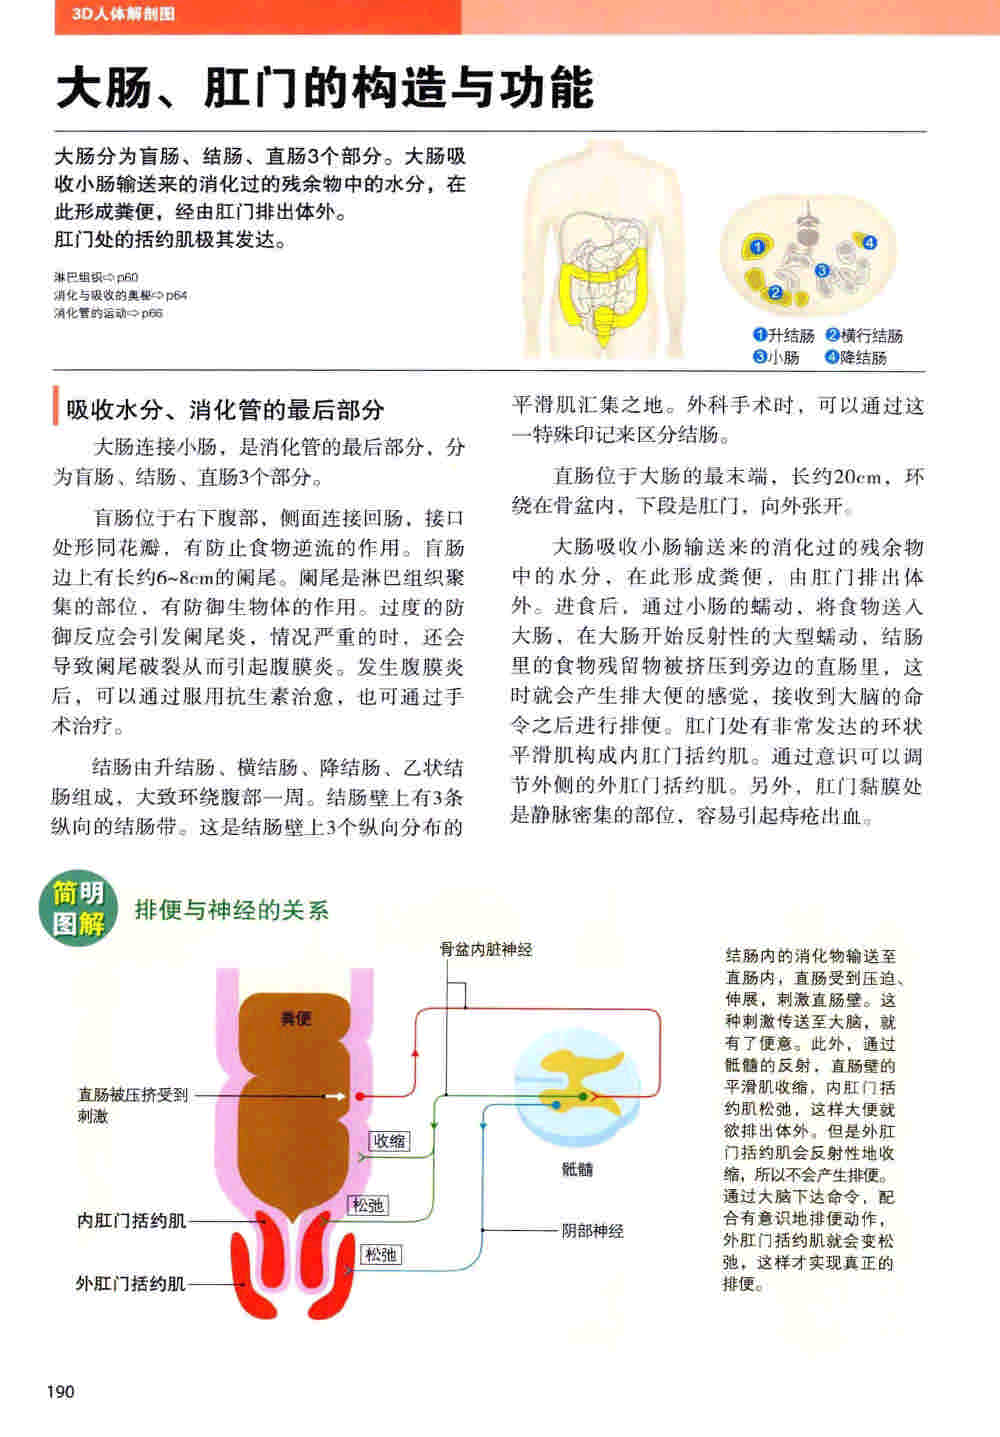 3D人体解剖图
大肠、肛门的构造与功能
大肠分为盲肠、结肠、直肠3个部分。大肠吸
收小肠输送来的消化过的残余物中的水分，在
此形成粪便，经由肛门排出体外。
肛门处的括约肌极其发达。
淋巴组织⇨p60
消化与吸收的奥秘⇨p64
消化管的运动⇨p66
1
4
3
2
❶升结肠 ❷横行结肠
❸小肠 ❹降结肠
吸收水分、消化管的最后部分
大肠连接小肠，是消化管的最后部分，分
为盲肠、结肠、直肠3个部分。
盲肠位于右下腹部，侧面连接回肠，接口
处形同花瓣，有防止食物逆流的作用。盲肠
边上有长约6~8cm的阑尾。阑尾是淋巴组织聚
集的部位，有防御生物体的作用。过度的防
御反应会引发阑尾炎，情况严重的时，还会
导致阑尾破裂从而引起腹膜炎。发生腹膜炎
后，可以通过服用抗生素治愈，也可通过手
术治疗。
结肠由升结肠、横结肠、降结肠、乙状结
肠组成，大致环绕腹部一周。结肠壁上有3条
纵向的结肠带。这是结肠壁上3个纵向分布的
平滑肌汇集之地。外科手术时，可以通过这
一特殊印记来区分结肠。
直肠位于大肠的最末端，长约20cm，环
绕在骨盆内，下段是肛门，向外张开。
大肠吸收小肠输送来的消化过的残余物
中的水分，在此形成粪便，由肛门排出体
外。进食后，通过小肠的蠕动，将食物送入
大肠，在大肠开始反射性的大型蠕动，结肠
里的食物残留物被挤压到旁边的直肠里，这
时就会产生排大便的感觉，接收到大脑的命
令之后进行排便。肛门处有非常发达的环状
平滑肌构成内肛门括约肌。通过意识可以调
节外侧的外肛门括约肌。另外，肛门黏膜处
是静脉密集的部位，容易引起痔疮出血。
简明
图解
排便与神经的关系
骨盆内脏神经
粪便
直肠被压挤受到
刺激
收缩
松弛
内肛门括约肌
松弛
外肛门括约肌
骶髓
阴部神经
结肠内的消化物输送至
直肠内，直肠受到压迫、
伸展，刺激直肠壁。这
种刺激传送至大脑，就
有了便意。此外，通过
骶髓的反射，直肠壁的
平滑肌收缩，内肛门括
约肌松弛，这样大便就
欲排出体外。但是外肛
门括约肌会反射性地收
缩，所以不会产生排便。
通过大脑下达命令，配
合有意识地排便动作，
外肛门括约肌就会变松
弛，这样才实现真正的
排便。
190